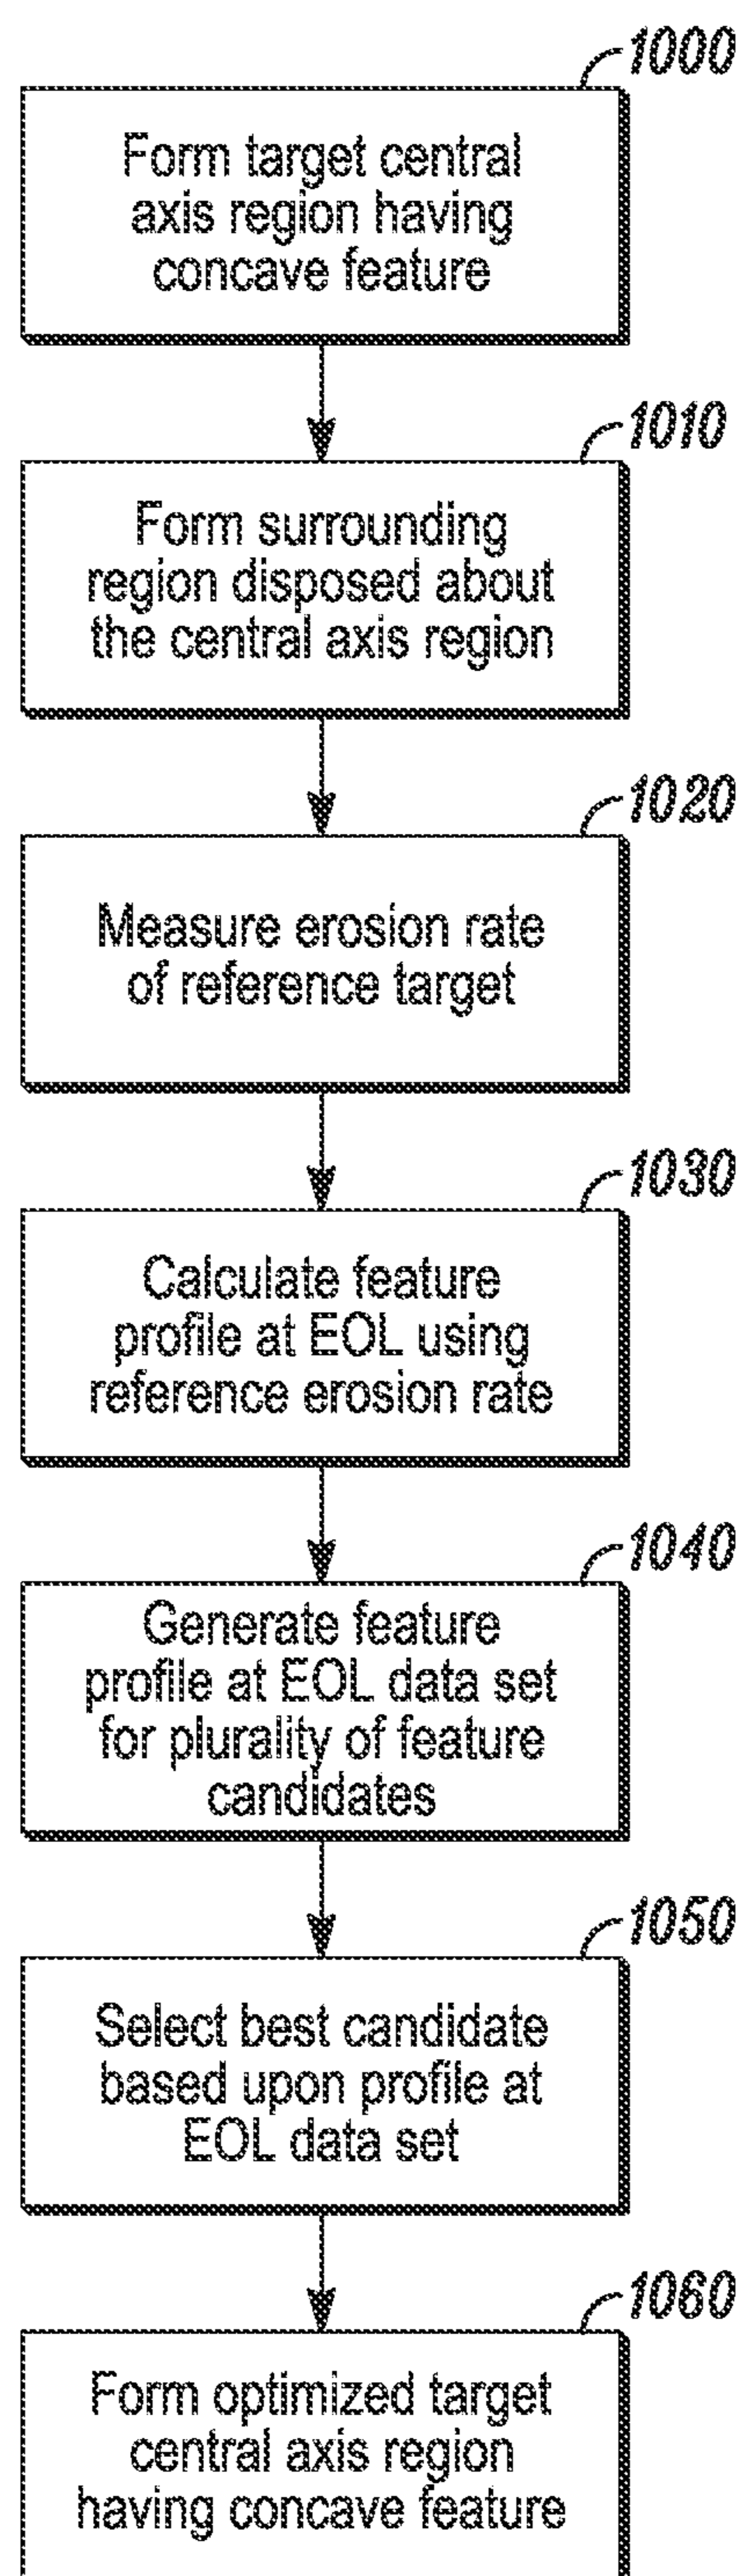 1000
Form target central
axis region having
concave feature
1010
Form surrounding
region disposed about
the central axis region
1020
Measure erosion rate
of reference target
1030
Calculate feature
profile at EOL using
reference erosion rate
1040
Generate feature
profile at EOL data set
for plurality of feature
candidates
1050
Select best candidate
based upon profile at
EOL data set
1060
Form optimized target
central axis region
having concave feature